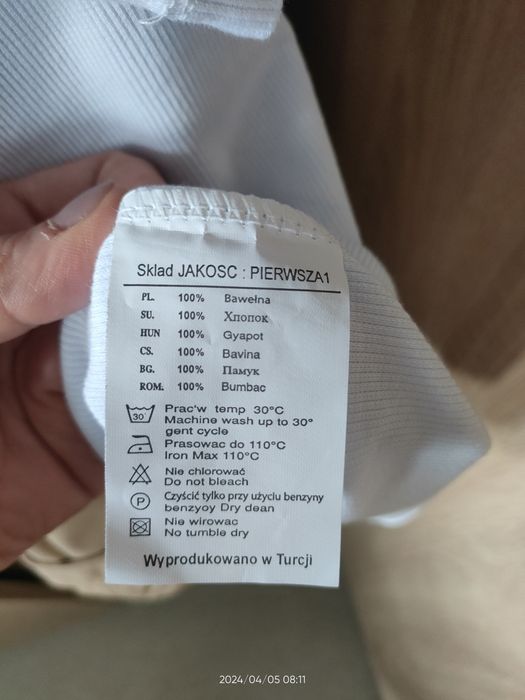 Sklad JAKOSC : PIERWSZA1
PL. 100% Bawełna
SU. 100% Хлопок
HUN 100% Gyapot
CS. 100% Bavina
BG. 100% Памук
ROM. 100% Bumbac
30
Prac'w temp 30°C
Machine wash up to 30°
gent cycle
Prasowac do 110°C
Iron Max 110°C
Nie chlorować
Do not bleach
P
Czyścić tylko przy użyciu benzyny
benzyoy Dry dean
Nie wirowac
No tumble dry
Wyprodukowano w Turcji
2024/04/05 08:11